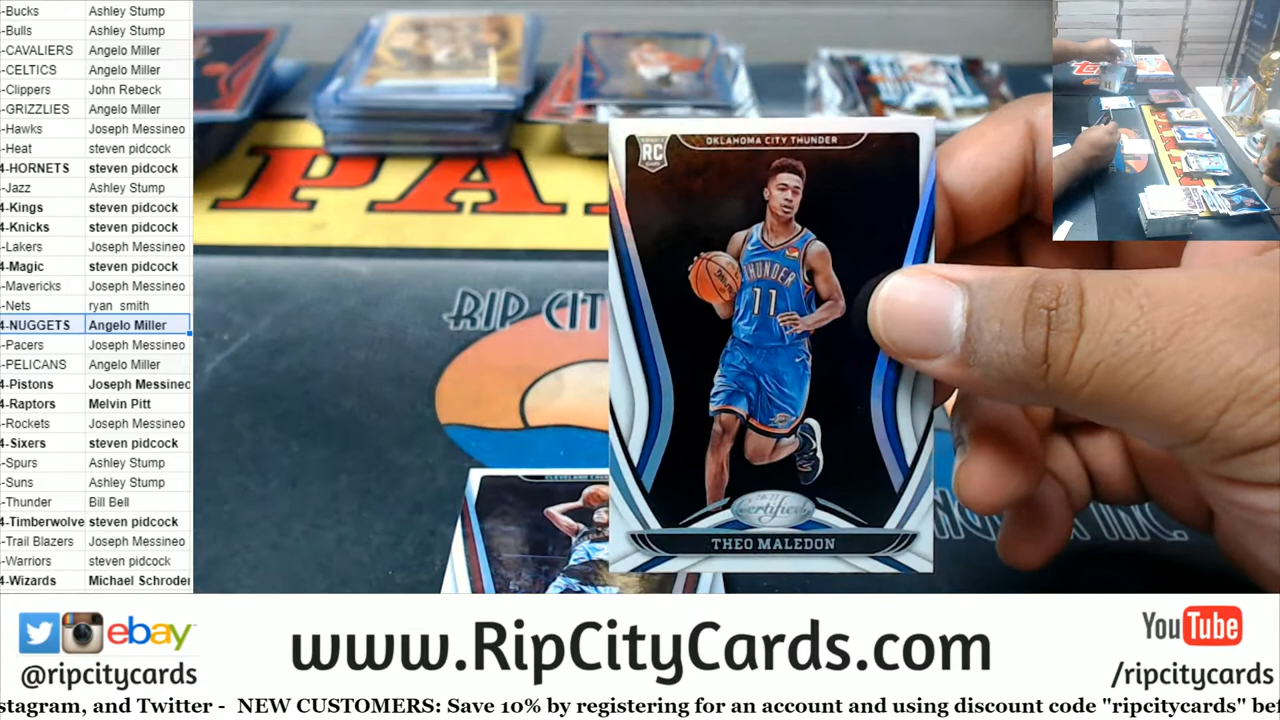 -Bucks Ashley Stump
-Bulls Ashley Stump
-CAVALIERS Angelo Miller
-CELTICS Angelo Miller
-Clippers John Rebeck
-GRIZZLIES Angelo Miller
-Hawks Joseph Messineo
-Heat steven pidcock
4-HORNETS steven pidcock
-Jazz Ashley Stump
4-Kings steven pidcock
4-Knicks steven pidcock
-Lakers Joseph Messineo
4-Magic steven pidcock
-Mavericks Joseph Messineo
-Nets ryan smith
4-NUGGETS Angelo Miller
-Pacers Joseph Messineo
-PELICANS Angelo Miller
4-Pistons Joseph Messineo
4-Raptors Melvin Pitt
-Rockets Joseph Messineo
4-Sixers steven pidcock
-Spurs Ashley Stump
-Suns Ashley Stump
-Thunder Bill Bell
4-Timberwolve steven pidcock
-Trail Blazers Joseph Messineo
-Warriors steven pidcock
4-Wizards Michael Schroder
RIP CIT
OKLAHOMA CITY THUNDER
RC
THUNDER
11
20-21
Certified
THEO MALEDON
ebay
@ripcitycards
www.RipCityCards.com
YouTube
/ripcitycards
stagram, and Twitter - NEW CUSTOMERS: Save 10% by registering for an account and using discount code "ripcitycards" be